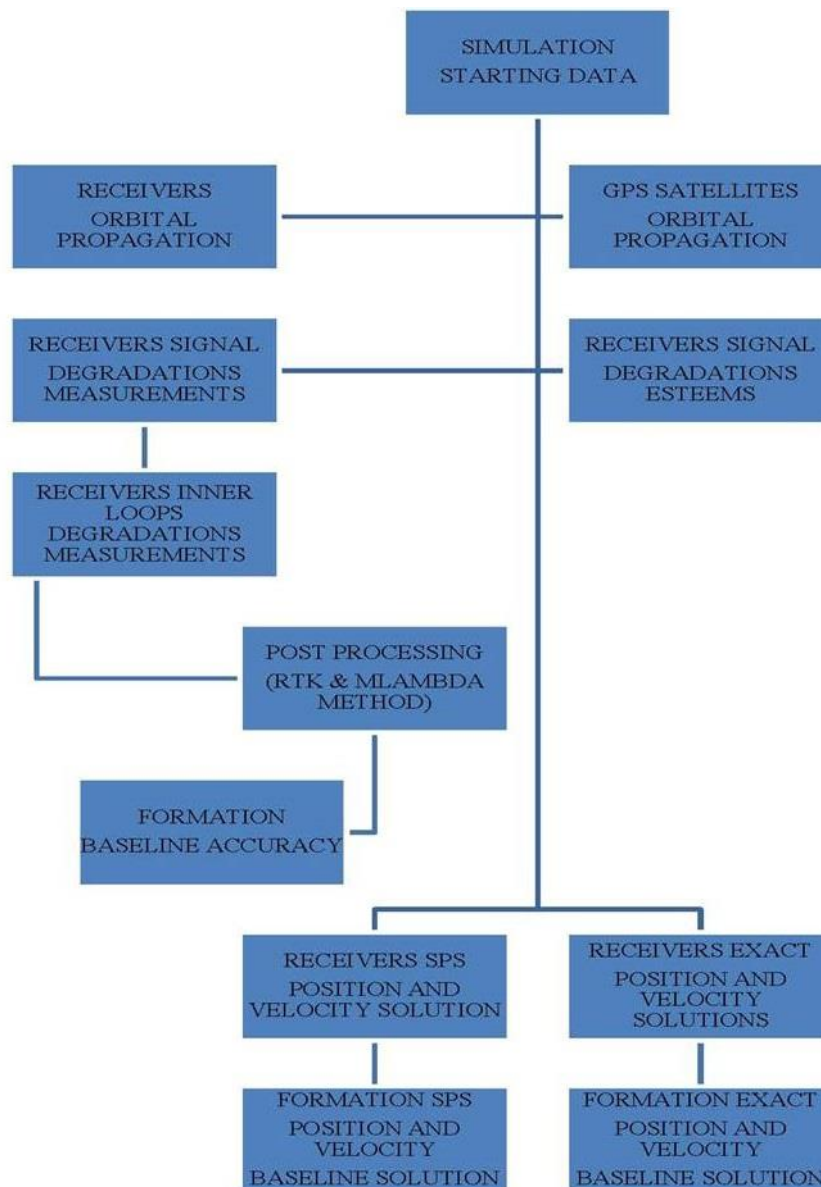 SIMULATION
STARTING DATA
RECEIVERS
ORBITAL
PROPAGATION
GPS SATELLITES
ORBITAL
PROPAGATION
RECEIVERS SIGNAL
DEGRADATIONS
MEASUREMENTS
RECEIVERS SIGNAL
DEGRADATIONS
ESTEEMS
RECEIVERS INNER
LOOPS
DEGRADATIONS
MEASUREMENTS
POST PROCESSING
(RTK & MLAMBDA
METHOD)
FORMATION
BASELINE ACCURACY
RECEIVERS SPS
POSITION AND
VELOCITY SOLUTION
RECEIVERS EXACT
POSITION AND
VELOCITY
SOLUTIONS
FORMATION SPS
POSITION AND
VELOCITY
BASELINE SOLUTION
FORMATION EXACT
POSITION AND
VELOCITY
BASELINE SOLUTION